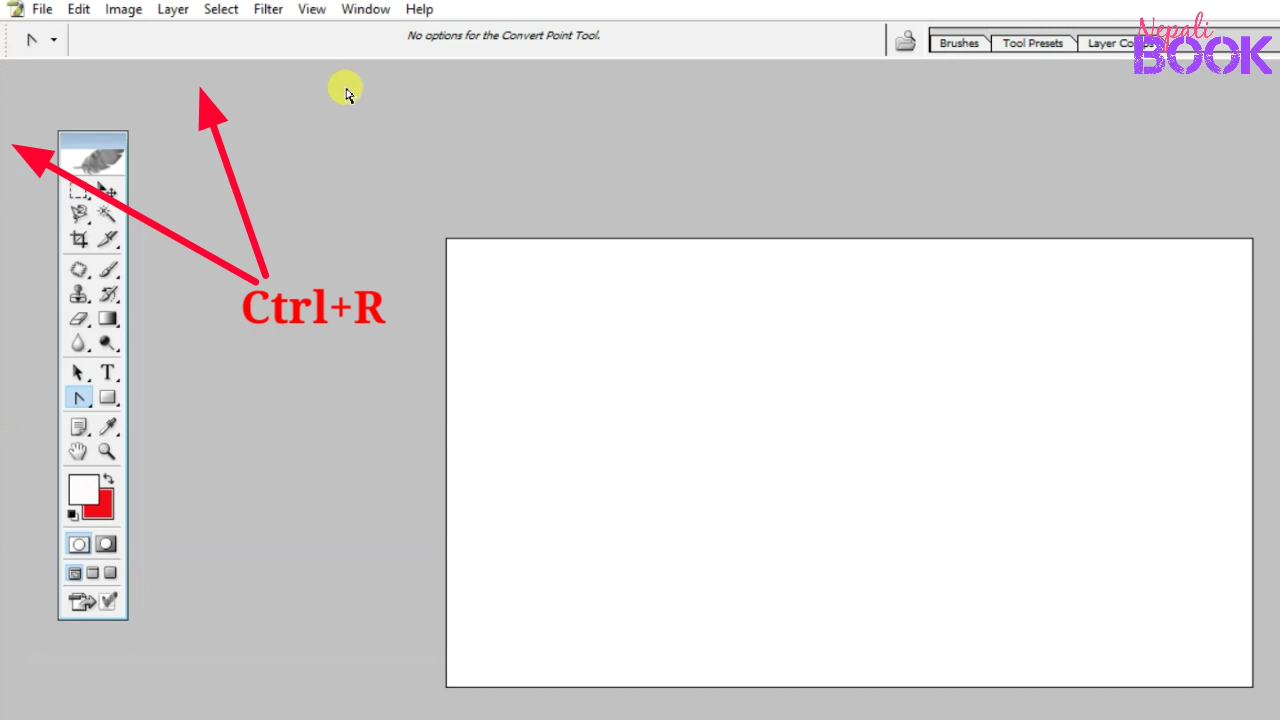 File Edit Image Layer Select Filter View Window Help
No options for the Convert Point Tool.
Brushes Tool Presets Layer Comps
Nepali
BOOK
T
Ctrl+R